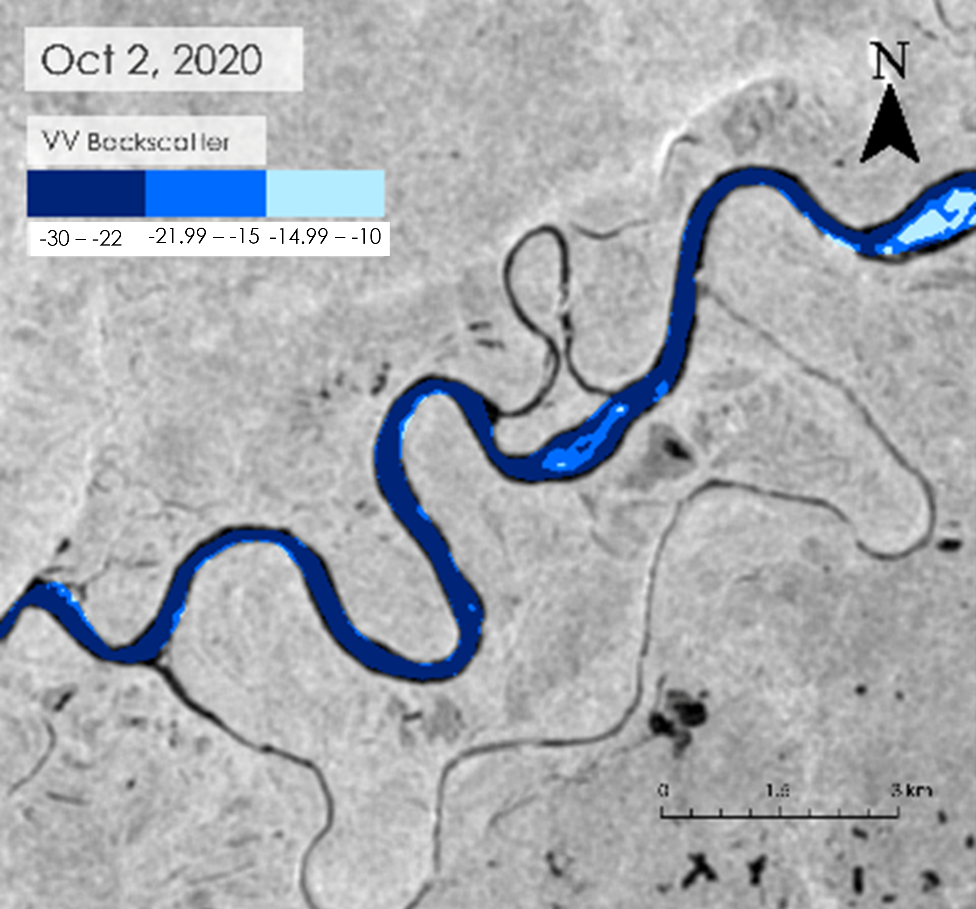 Oct 2, 2020
N
VV Backscatter
-30 – -22 -21.99 – -15 -14.99 – -10
0 1.5 3 km